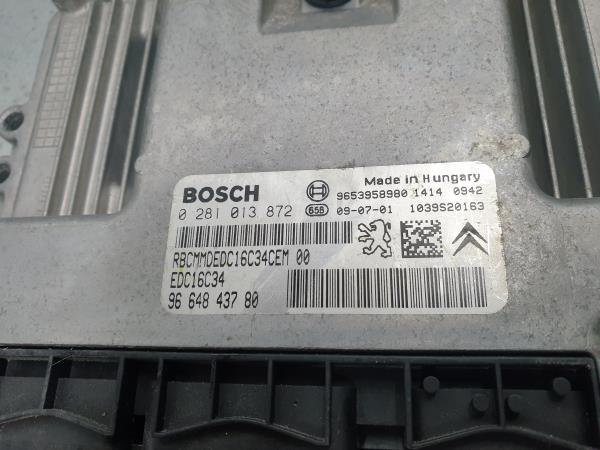 BOSCH
Made in Hungary
9653958980 1414 0942
0 281 013 872 656 09-07-01 1039S20163
RBCMMDEDC16C34CEM 00
EDC16C34
96 648 437 80